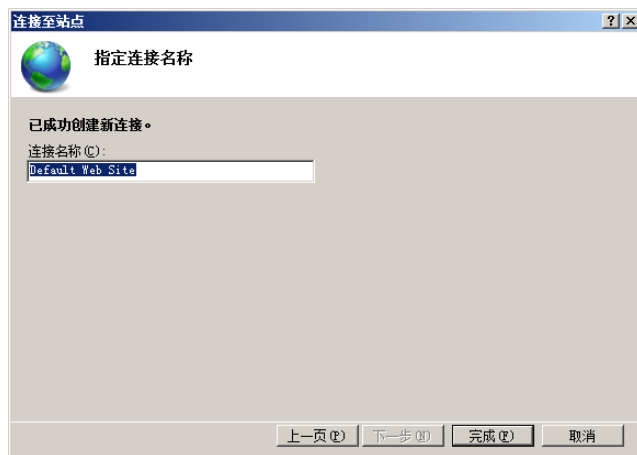 连接至站点
指定连接名称
已成功创建新连接。
连接名称(C):
Default Web Site
上一页(P) 下一步(N) 完成(F) 取消